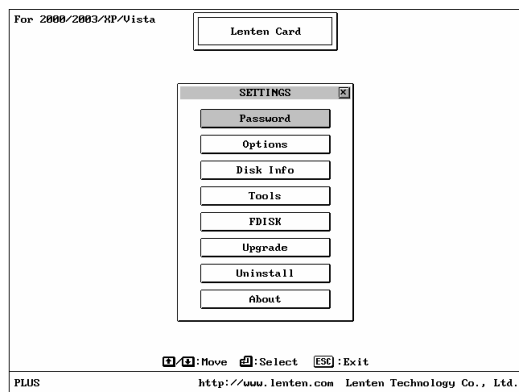 For 2000/2003/XP/Vista
Lenten Card
SETTINGS
Password
Options
Disk Info
Tools
FDISK
Upgrade
Uninstall
About
:Move :Select ESC :Exit
PLUS http://www.lenten.com Lenten Technology Co., Ltd.